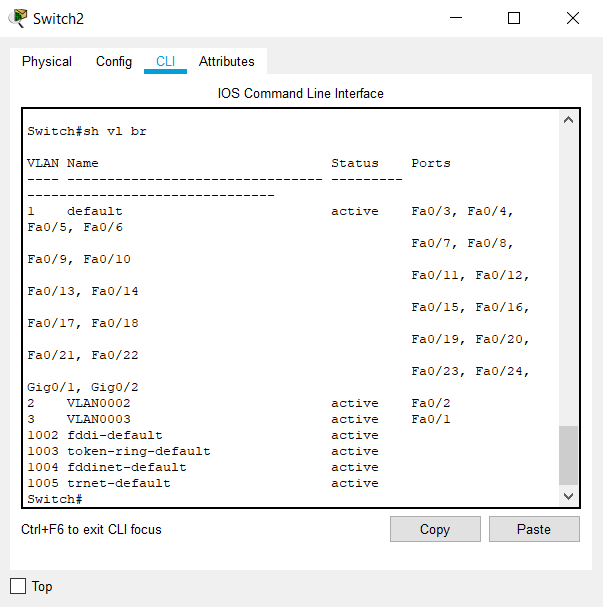 Switch2
Physical Config CLI Attributes
IOS Command Line Interface
Switch#sh vl br
VLAN Name                             Status    Ports
---- -------------------------------- ---------
-------------------------------
1    default                          active    Fa0/3, Fa0/4,
Fa0/5, Fa0/6
                                                Fa0/7, Fa0/8,
Fa0/9, Fa0/10
                                                Fa0/11, Fa0/12,
Fa0/13, Fa0/14
                                                Fa0/15, Fa0/16,
Fa0/17, Fa0/18
                                                Fa0/19, Fa0/20,
Fa0/21, Fa0/22
                                                Fa0/23, Fa0/24,
Gig0/1, Gig0/2
2    VLAN0002                         active    Fa0/2
3    VLAN0003                         active    Fa0/1
1002 fddi-default                     active
1003 token-ring-default               active
1004 fddinet-default                  active
1005 trnet-default                    active
Switch#
Ctrl+F6 to exit CLI focus
Copy Paste
Top